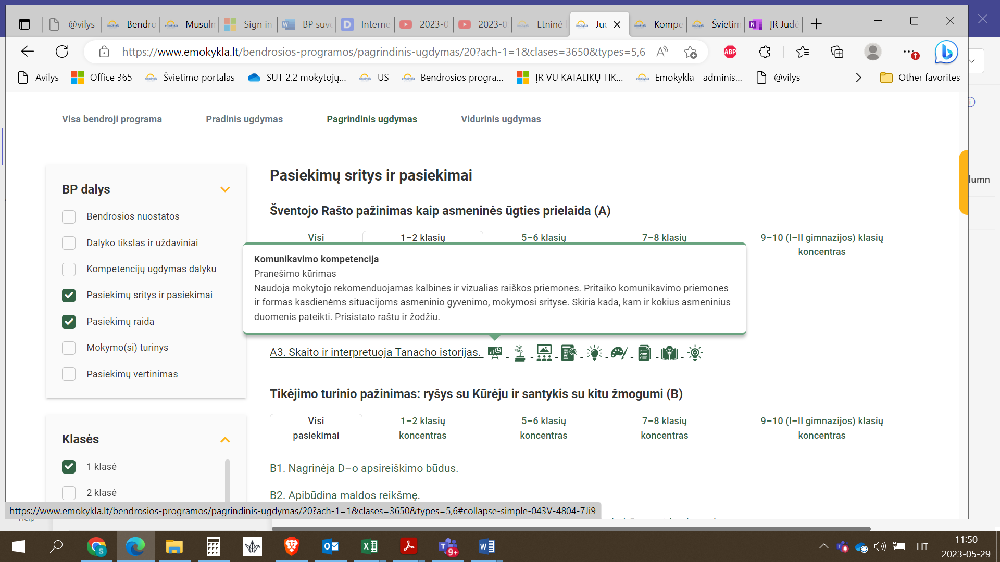 @vilys
Bendro
Musuln
Sign in
BP suve
Interne
2023-0
2023-0
Etninė
Juc
Kompe
Švietim
ĮR Judė
https://www.emokykla.lt/bendrosios-programos/pagrindinis-ugdymas/20?ach-1=1&clases=3650&types=5,6
ABP
Avilys
Office 365
Švietimo portalas
SUT 2.2 mokytojų...
US
Bendrosios progra...
ĮR VU KATALIKŲ TIK...
Emokykla - adminis...
@vilys
Other favorites
Visa bendroji programa
Pradinis ugdymas
Pagrindinis ugdymas
Vidurinis ugdymas
lumn
BP dalys
Bendrosios nuostatos
Dalyko tikslas ir uždaviniai
Kompetencijų ugdymas dalyku
Pasiekimų sritys ir pasiekimai
Pasiekimų raida
Mokymo(si) turinys
Pasiekimų vertinimas
Klasės
1 klasė
2 klasė
Pasiekimų sritys ir pasiekimai
Šventojo Rašto pažinimas kaip asmeninės ūgties prielaida (A)
Visi
1–2 klasių
5–6 klasių
7–8 klasių
9–10 (I–II gimnazijos) klasių
koncentras
Komunikavimo kompetencija
Pranešimo kūrimas
Naudoja mokytojo rekomenduojamas kalbines ir vizualias raiškos priemones. Pritaiko komunikavimo priemones
ir formas kasdienėms situacijoms asmeninio gyvenimo, mokymosi srityse. Skiria kada, kam ir kokius asmeninius
duomenis pateikti. Prisistato raštu ir žodžiu.
A3. Skaito ir interpretuoja Tanacho istorijas.
Tikėjimo turinio pažinimas: ryšys su Kūrėju ir santykis su kitu žmogumi (B)
Visi
pasiekimai
1–2 klasių
koncentras
5–6 klasių
koncentras
7–8 klasių
koncentras
9–10 (I–II gimnazijos) klasių
koncentras
B1. Nagrinėja D–o apsireiškimo būdus.
B2. Apibūdina maldos reikšmę.
https://www.emokykla.lt/bendrosios-programos/pagrindinis-ugdymas/20?ach-1=1&clases=3650&types=5,6#collapse-simple-043V-4804-7Ji9
Help
S
9+
LIT
11:50
2023-05-29